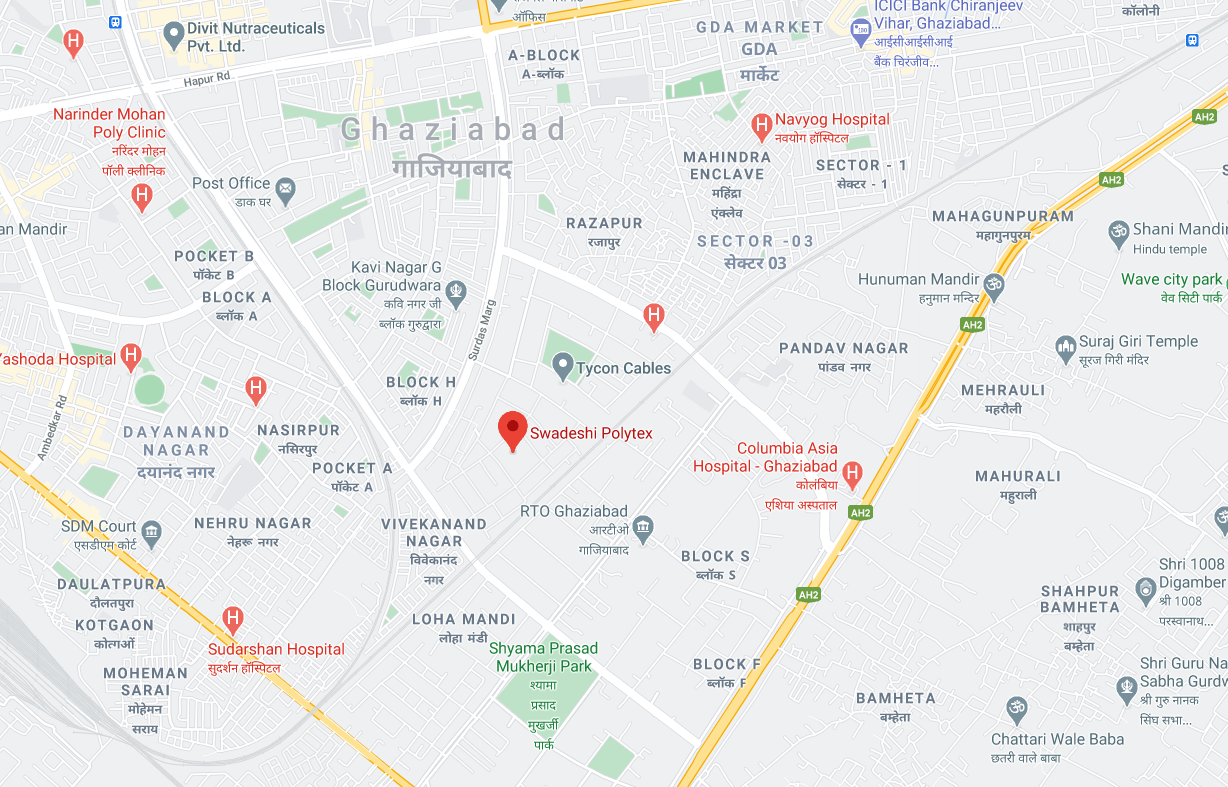 ऑफिस
Divit Nutraceuticals
Pvt. Ltd.
Hapur Rd
A-BLOCK
A-ब्लॉक
GDA MARKET
GDA
मार्केट
ICICI Bank Chiranjeev
Vihar, Ghaziabad...
आईसीआईसीआई
बैंक चिरंजीव...
कॉलोनी
AH2
Narinder Mohan
Poly Clinic
नरिंदर मोहन
पॉली क्लीनिक
H
H
Ghaziabad
गाजियाबाद
Navyog Hospital
नवयोग हॉस्पिटल
H
MAHINDRA
ENCLAVE
महिंद्रा
एंक्लेव
SECTOR - 1
सेक्टर - 1
AH2
Post Office
डाक घर
an Mandir
RAZAPUR
रजापुर
SECTOR -03
सेक्टर 03
MAHAGUNPURAM
महागुनपुरम
Shani Mandir
Hindu temple
POCKET B
पॉकेट B
BLOCK A
ब्लॉक A
Kavi Nagar G
Block Gurudwara
कवि नगर जी
ब्लॉक गुरुद्वारा
Surdas Marg
H
Hunuman Mandir
हनुमान मन्दिर
Wave city park
वेव सिटी पार्क
AH2
Yashoda Hospital
H
H
Ambedkar Rd
BLOCK H
ब्लॉक H
Tycon Cables
PANDAV NAGAR
पांडव नगर
Suraj Giri Temple
सूरज गिरी मंदिर
MEHRAULI
महरौली
DAYANAND
NAGAR
दयानंद नगर
NASIRPUR
नसिरपुर
POCKET A
पॉकेट A
Swadeshi Polytex
Columbia Asia
Hospital - Ghaziabad
कोलंबिया
एशिया अस्पताल
H
MAHURALI
महुराली
AH2
SDM Court
एसडीएम कोर्ट
NEHRU NAGAR
नेहरू नगर
VIVEKANAND
NAGAR
विवेकानंद
नगर
RTO Ghaziabad
आरटीओ
गाजियाबाद
BLOCK S
ब्लॉक S
AH2
DAULATPURA
दौलतपुरा
KOTGAON
कोत्गओं
H
Sudarshan Hospital
सुदर्शन हॉस्पिटल
LOHA MANDI
लोहा मंडी
SHAHPUR
BAMHETA
शाहपुर
बम्हेता
Shri 1008
Digamber
श्री 1008
परस्वानाथ...
MOHEMAN
SARAI
मोहेमन
सराय
Shyama Prasad
Mukherji Park
श्यामा
प्रसाद
मुखर्जी
पार्क
BLOCK F
ब्लॉक F
BAMHETA
बम्हेता
Shri Guru Na
Sabha Gurdw
श्री गुरु नानक
सिंघ सभा...
Chattari Wale Baba
छतरी वाले बाबा